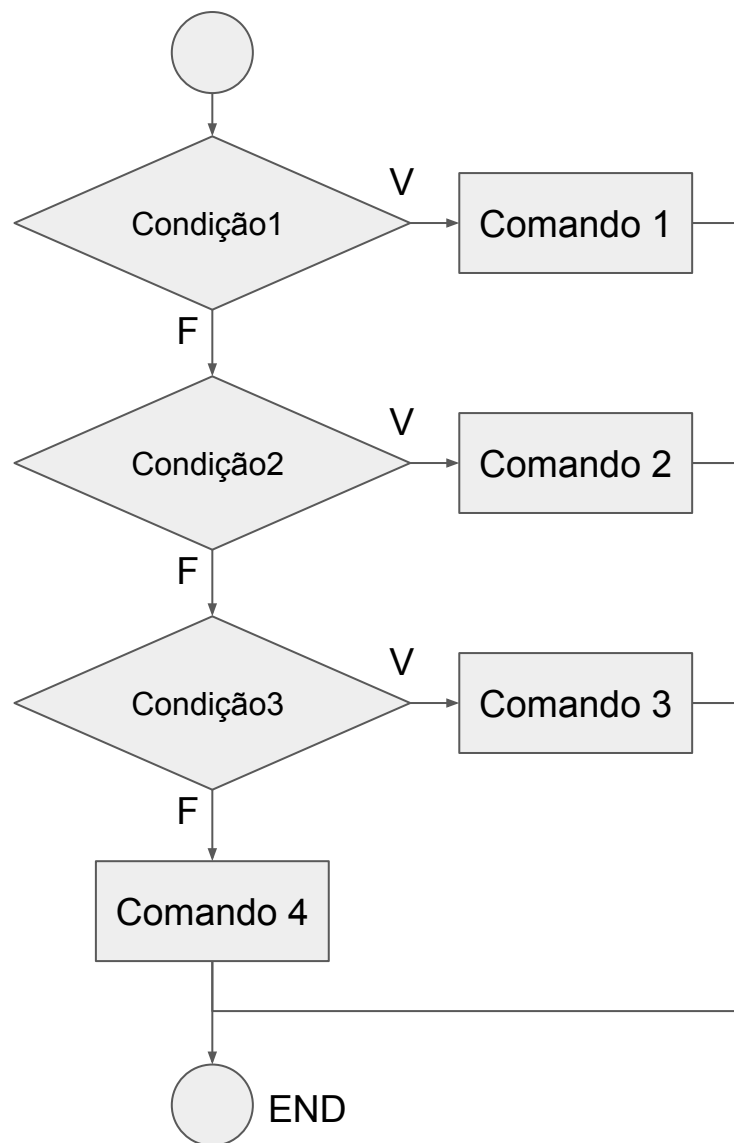 V
Condição1
Comando 1
F
V
Condição2
Comando 2
F
V
Condição3
Comando 3
F
Comando 4
END